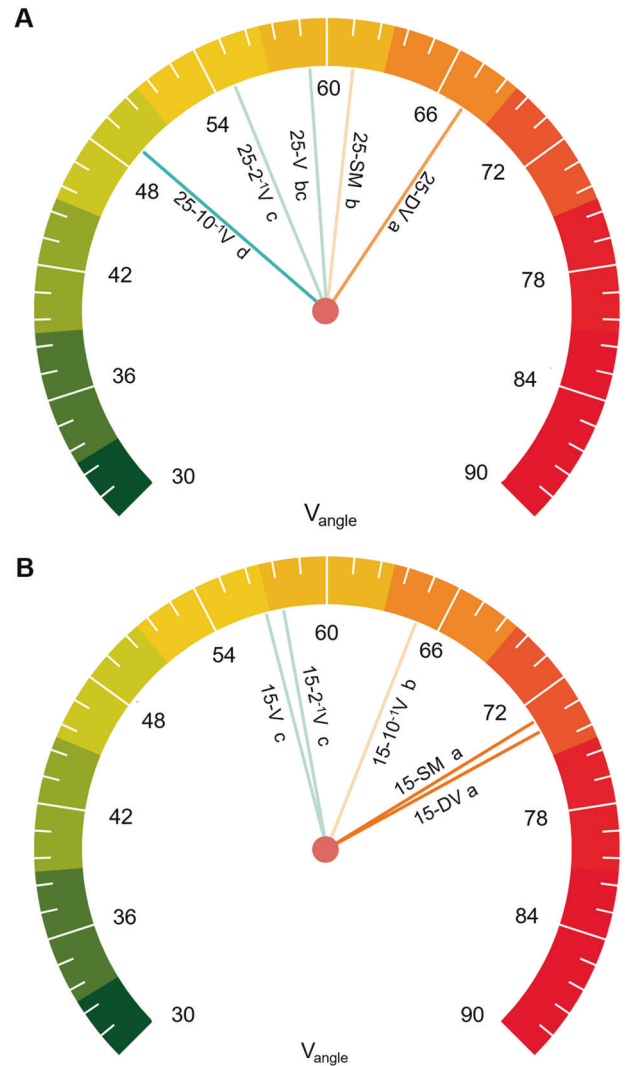 A
60
54
66
48
72
42
78
36
84
30
90
25-10⁻¹V d
25-2⁻¹V c
25-V bc
25-SM b
25-DV a
Vangle
B
60
54
66
48
72
42
78
36
84
30
90
15-V c
15-2⁻¹V c
15-10⁻¹V b
15-SM a
15-DV a
Vangle